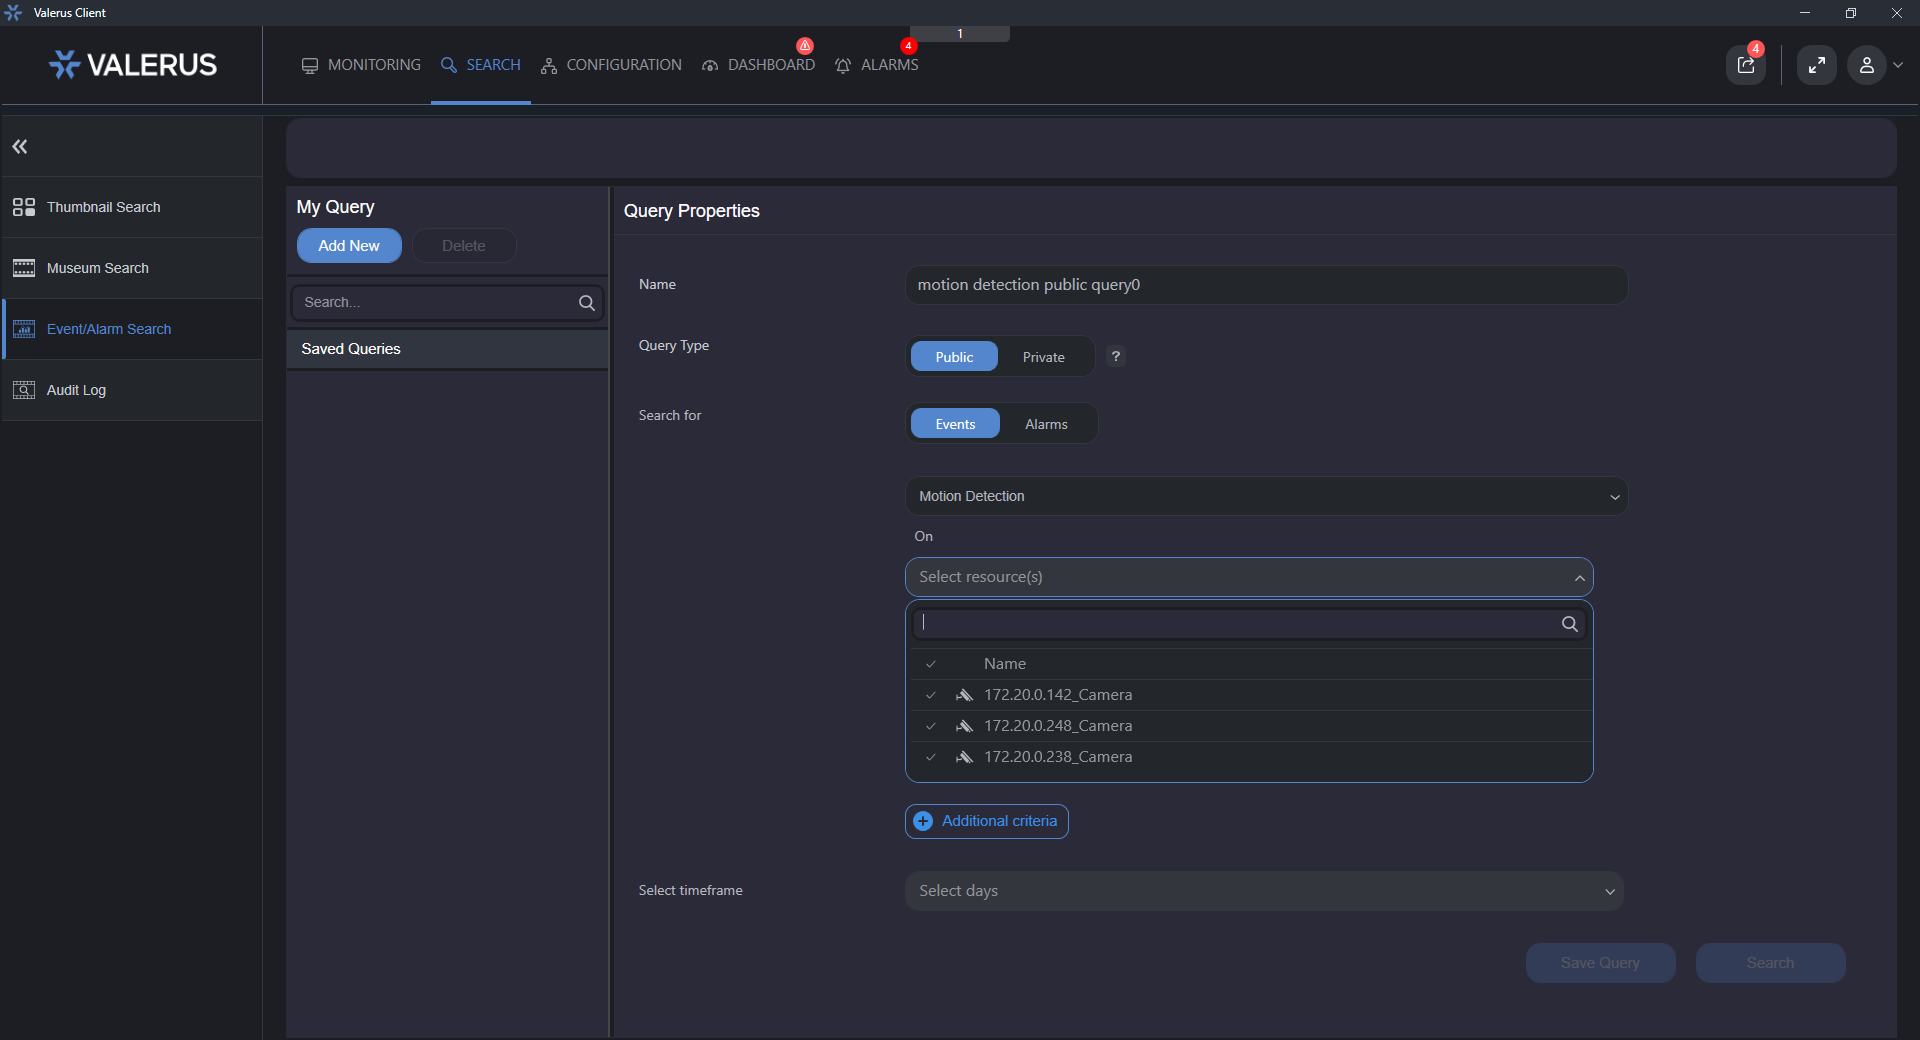 Valerus Client
VALERUS
MONITORING
SEARCH
CONFIGURATION
DASHBOARD
ALARMS
4
1
4
Thumbnail Search
Museum Search
Event/Alarm Search
Audit Log
My Query
Add New
Delete
Search...
Saved Queries
Query Properties
Name
motion detection public query0
Query Type
Public
Private
?
Search for
Events
Alarms
Motion Detection
On
Select resource(s)
Name
172.20.0.142_Camera
172.20.0.248_Camera
172.20.0.238_Camera
Additional criteria
Select timeframe
Select days
Save Query
Search